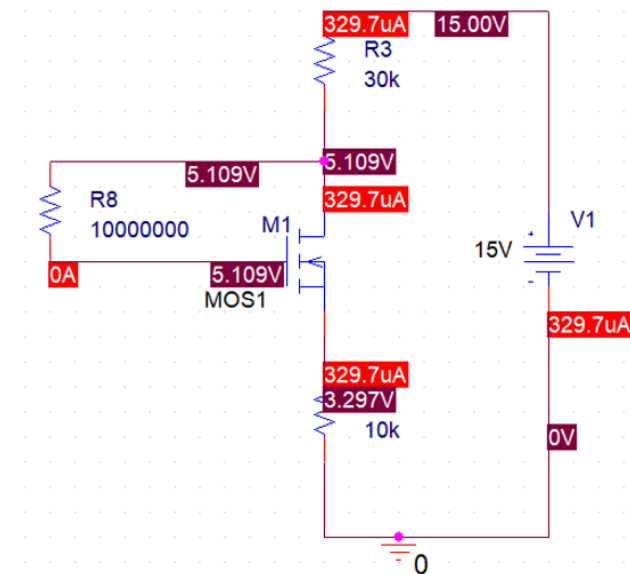 329.7uA
15.00V
R3
30k
5.109V
5.109V
329.7uA
R8
10000000
M1
V1
15V
0A
5.109V
MOS1
329.7uA
329.7uA
3.297V
10k
0V
0